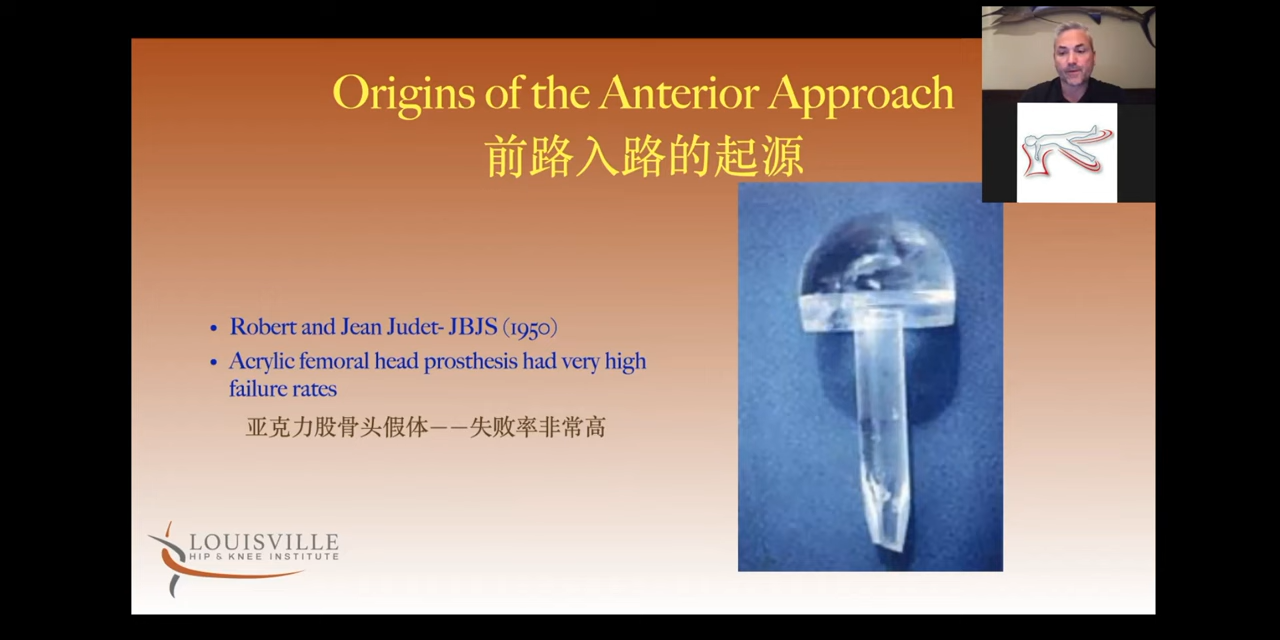 Origins of the Anterior Approach
前路入路的起源
• Robert and Jean Judet- JBJS (1950)
• Acrylic femoral head prosthesis had very high
failure rates
亚克力股骨头假体——失败率非常高
LOUISVILLE
HIP & KNEE INSTITUTE